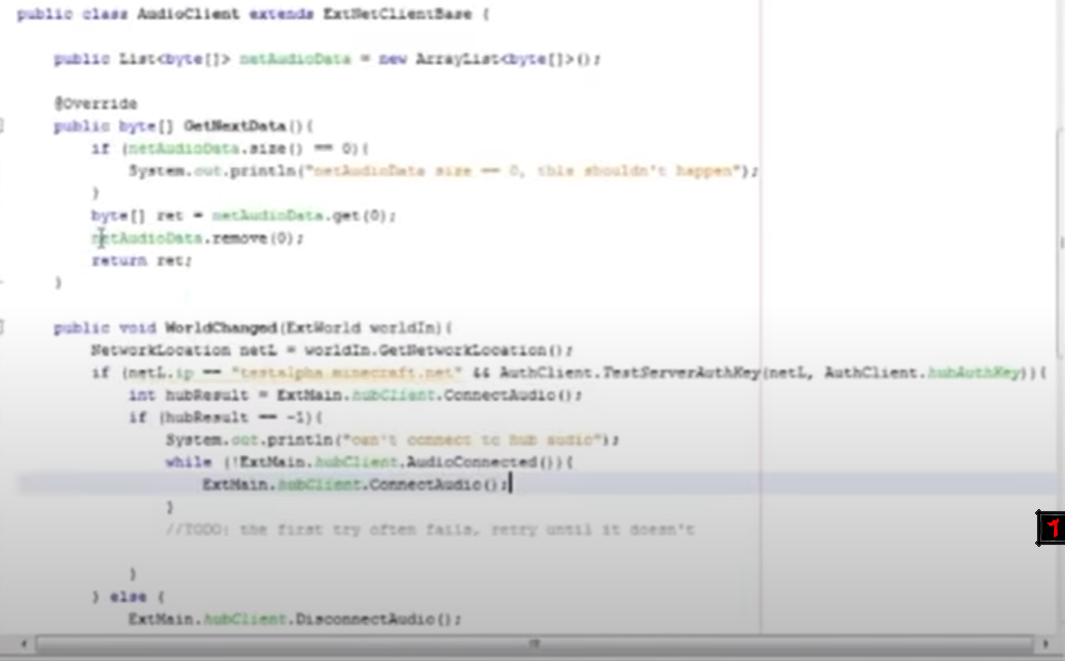 public class AudioClient extends ExtNetClientBase {
public List<byte[]> netAudioData = new ArrayList<byte[]>();
@Override
public byte[] GetNextData(){
if (netAudioData.size() == 0){
System.out.println("netAudioData size == 0, this shouldn't happen");
}
byte[] ret = netAudioData.get(0);
netAudioData.remove(0);
return ret;
}
public void WorldChanged(ExtWorld worldIn){
NetworkLocation netL = worldIn.GetNetworkLocation();
if (netL.ip == "testalpha.minecraft.net" && AuthClient.TestServerAuthKey(netL, AuthClient.hubAuthKey)){
int hubResult = ExtMain.hubClient.ConnectAudio();
if (hubResult == -1){
System.out.println("can't connect to hub audio");
while (!ExtMain.hubClient.AudioConnected()){
ExtMain.hubClient.ConnectAudio();
}
//TODO: the first try often fails, retry until it doesn't
}
} else {
ExtMain.hubClient.DisconnectAudio();
1